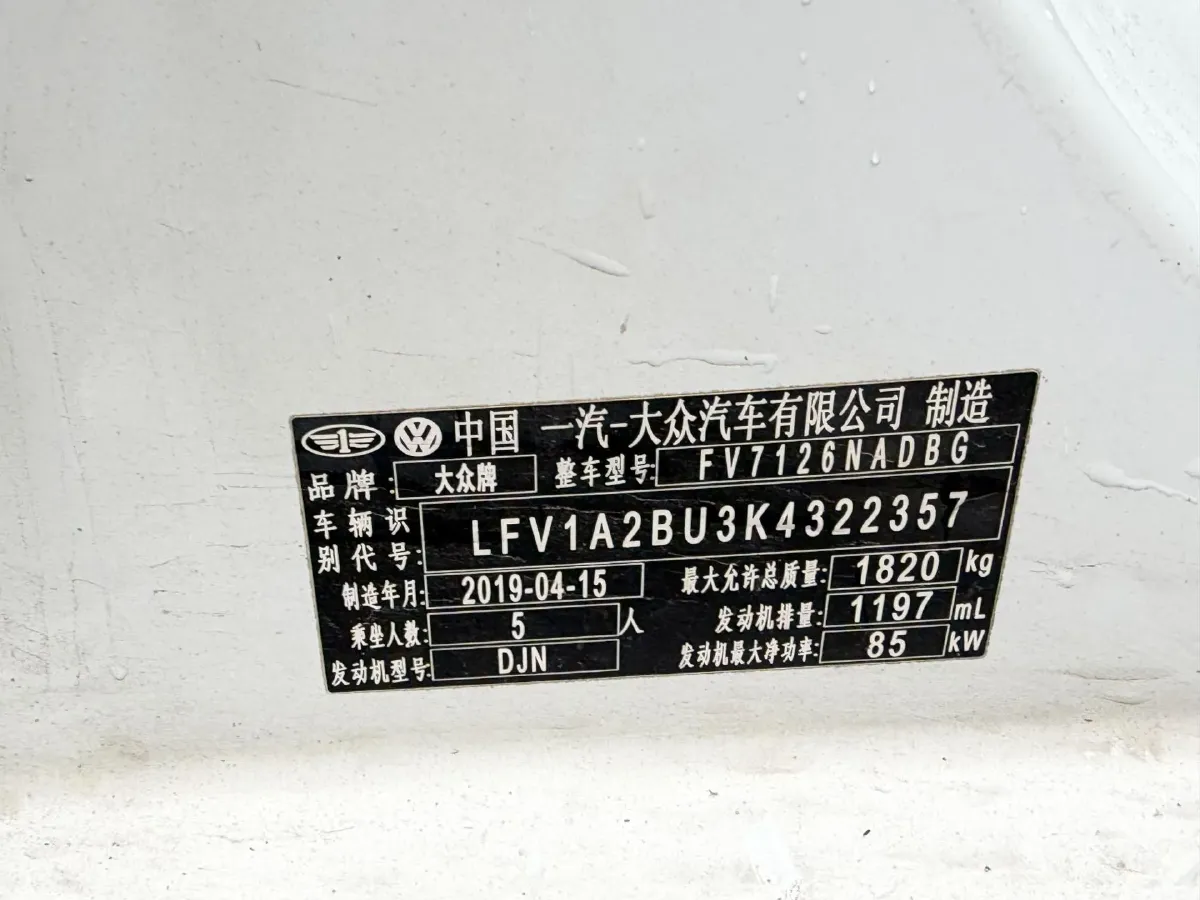 中国 一汽-大众汽车有限公司 制造
品牌: 大众牌 整车型号: FV7126NADBG
车辆识别代号: LFV1A2BU3K4322357
制造年月: 2019-04-15 最大允许总质量: 1820 kg
乘坐人数: 5 人 发动机排量: 1197 mL
发动机型号: DJN 发动机最大净功率: 85 kW